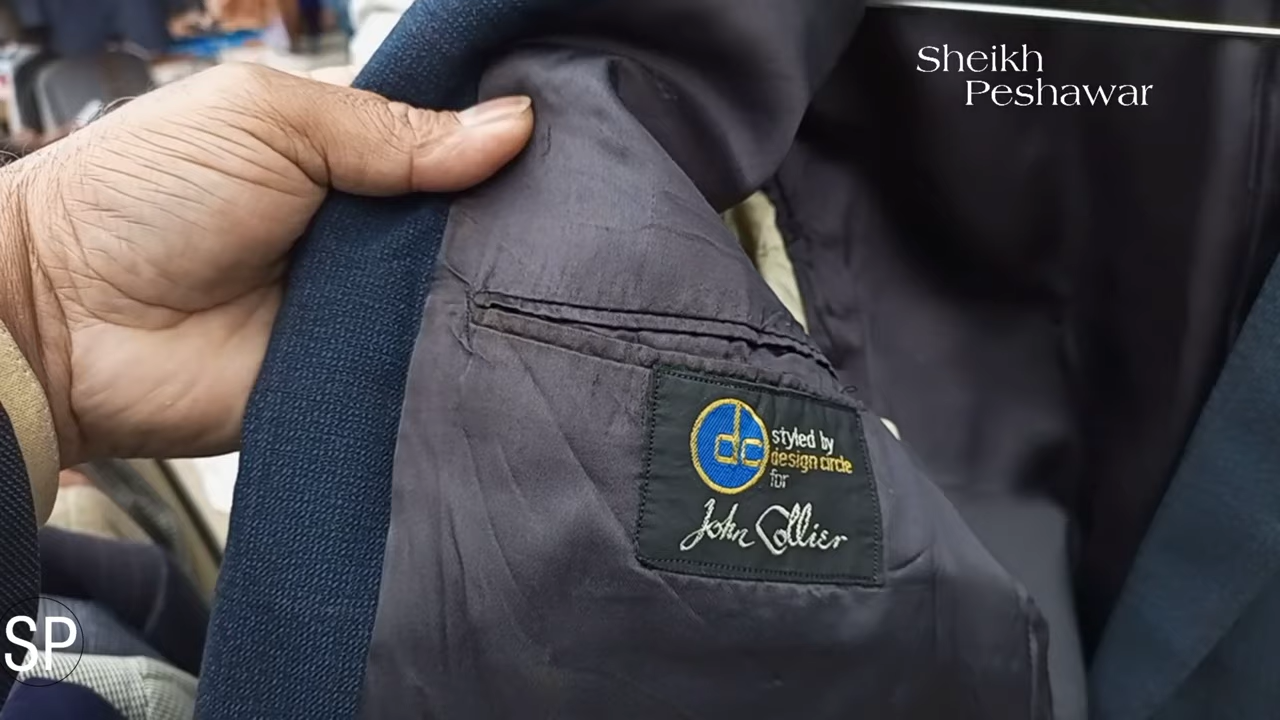 Sheikh
Peshawar
dc
styled by
design circle
for
John Collier
SP